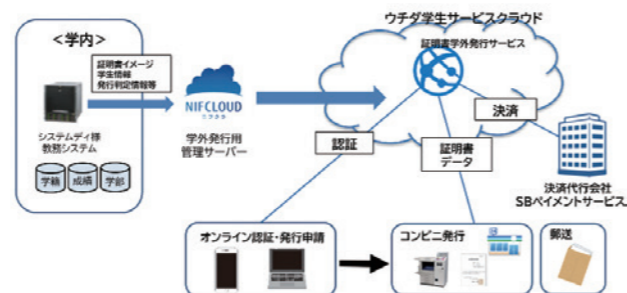 ウチダ学生サービスクラウド
証明書学外発行サービス
＜学内＞
証明書イメージ
学生情報
発行判定情報等
NIFCLOUD
ニフクラ
システムディ様
教務システム
学外発行用
管理サーバー
学籍
成績
学部
認証
証明書
データ
決済
決済代行会社
SBペイメントサービス
オンライン認証・発行申請
コンビニ発行
郵送